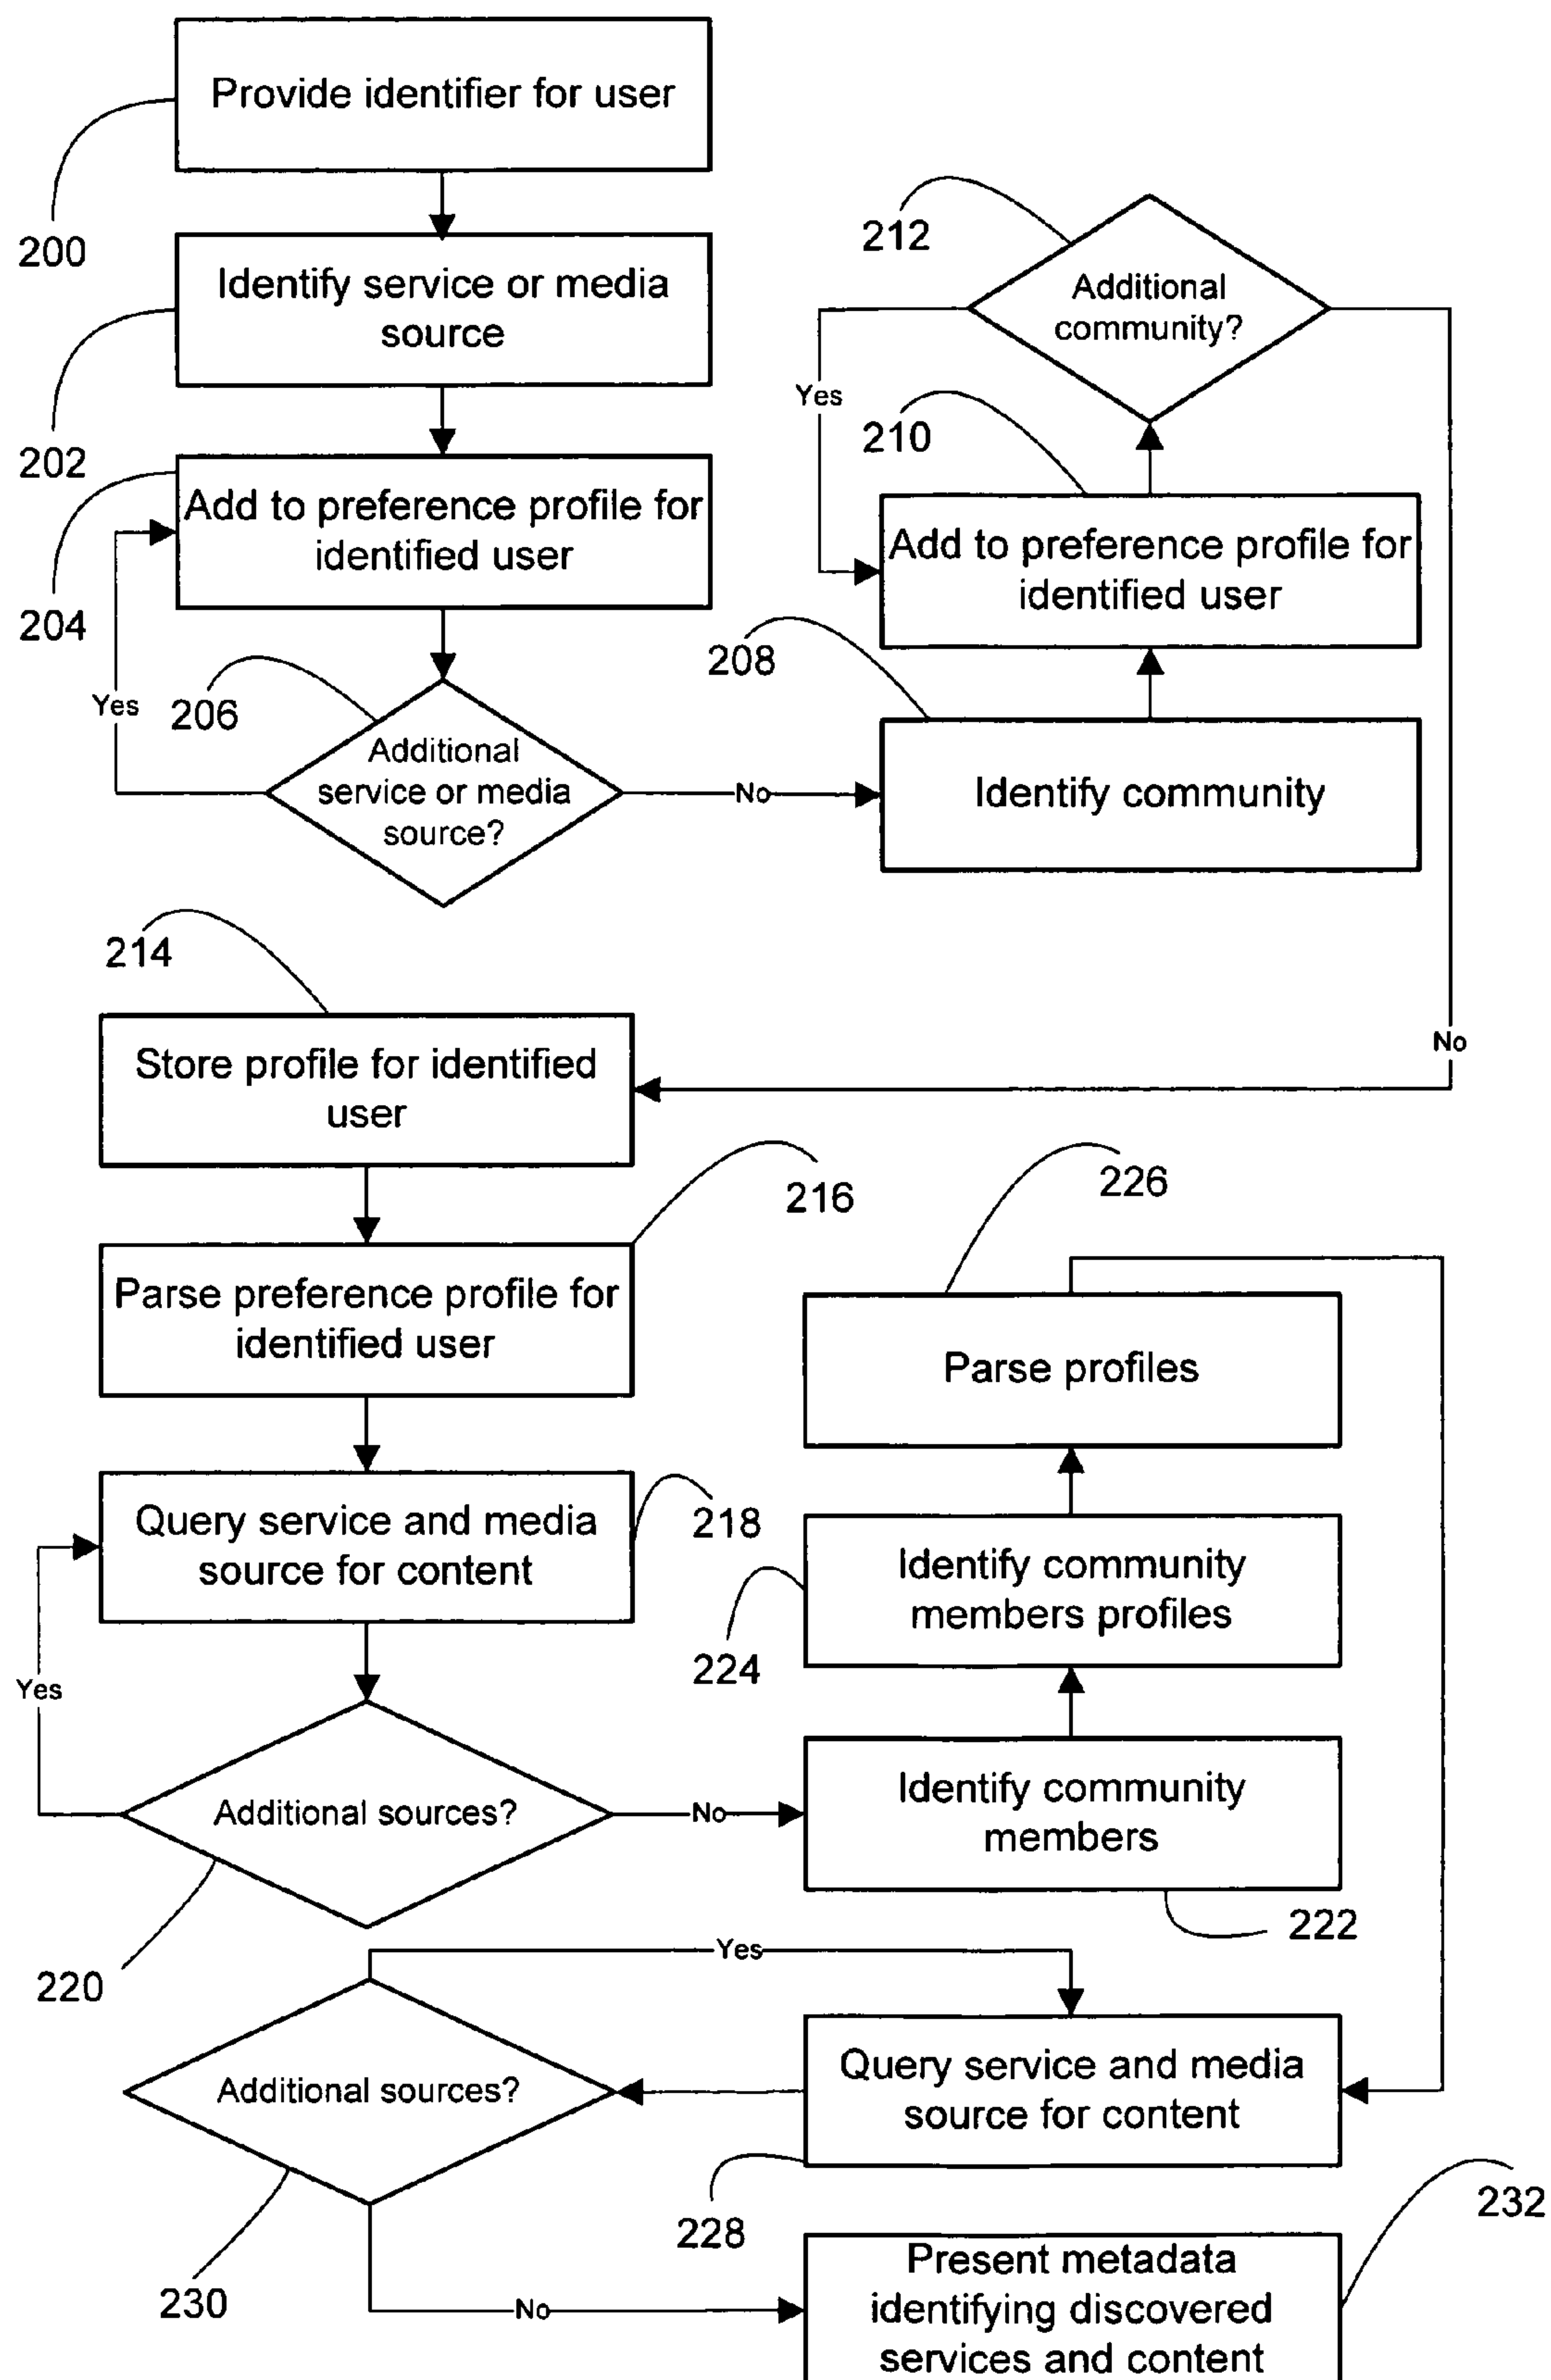 Provide identifier for user
200
Identify service or media
source
202
Add to preference profile for
identified user
204
Yes
206
Additional
service or media
source?
No
Identify community
208
Add to preference profile for
identified user
210
Additional
community?
212
Yes
No
214
Store profile for identified
user
216
Parse preference profile for
identified user
Query service and media
source for content
218
Yes
Additional sources?
220
No
Identify community
members
222
Identify community
members profiles
224
Parse profiles
226
Query service and media
source for content
228
Yes
Additional sources?
230
No
Present metadata
identifying discovered
services and content
232